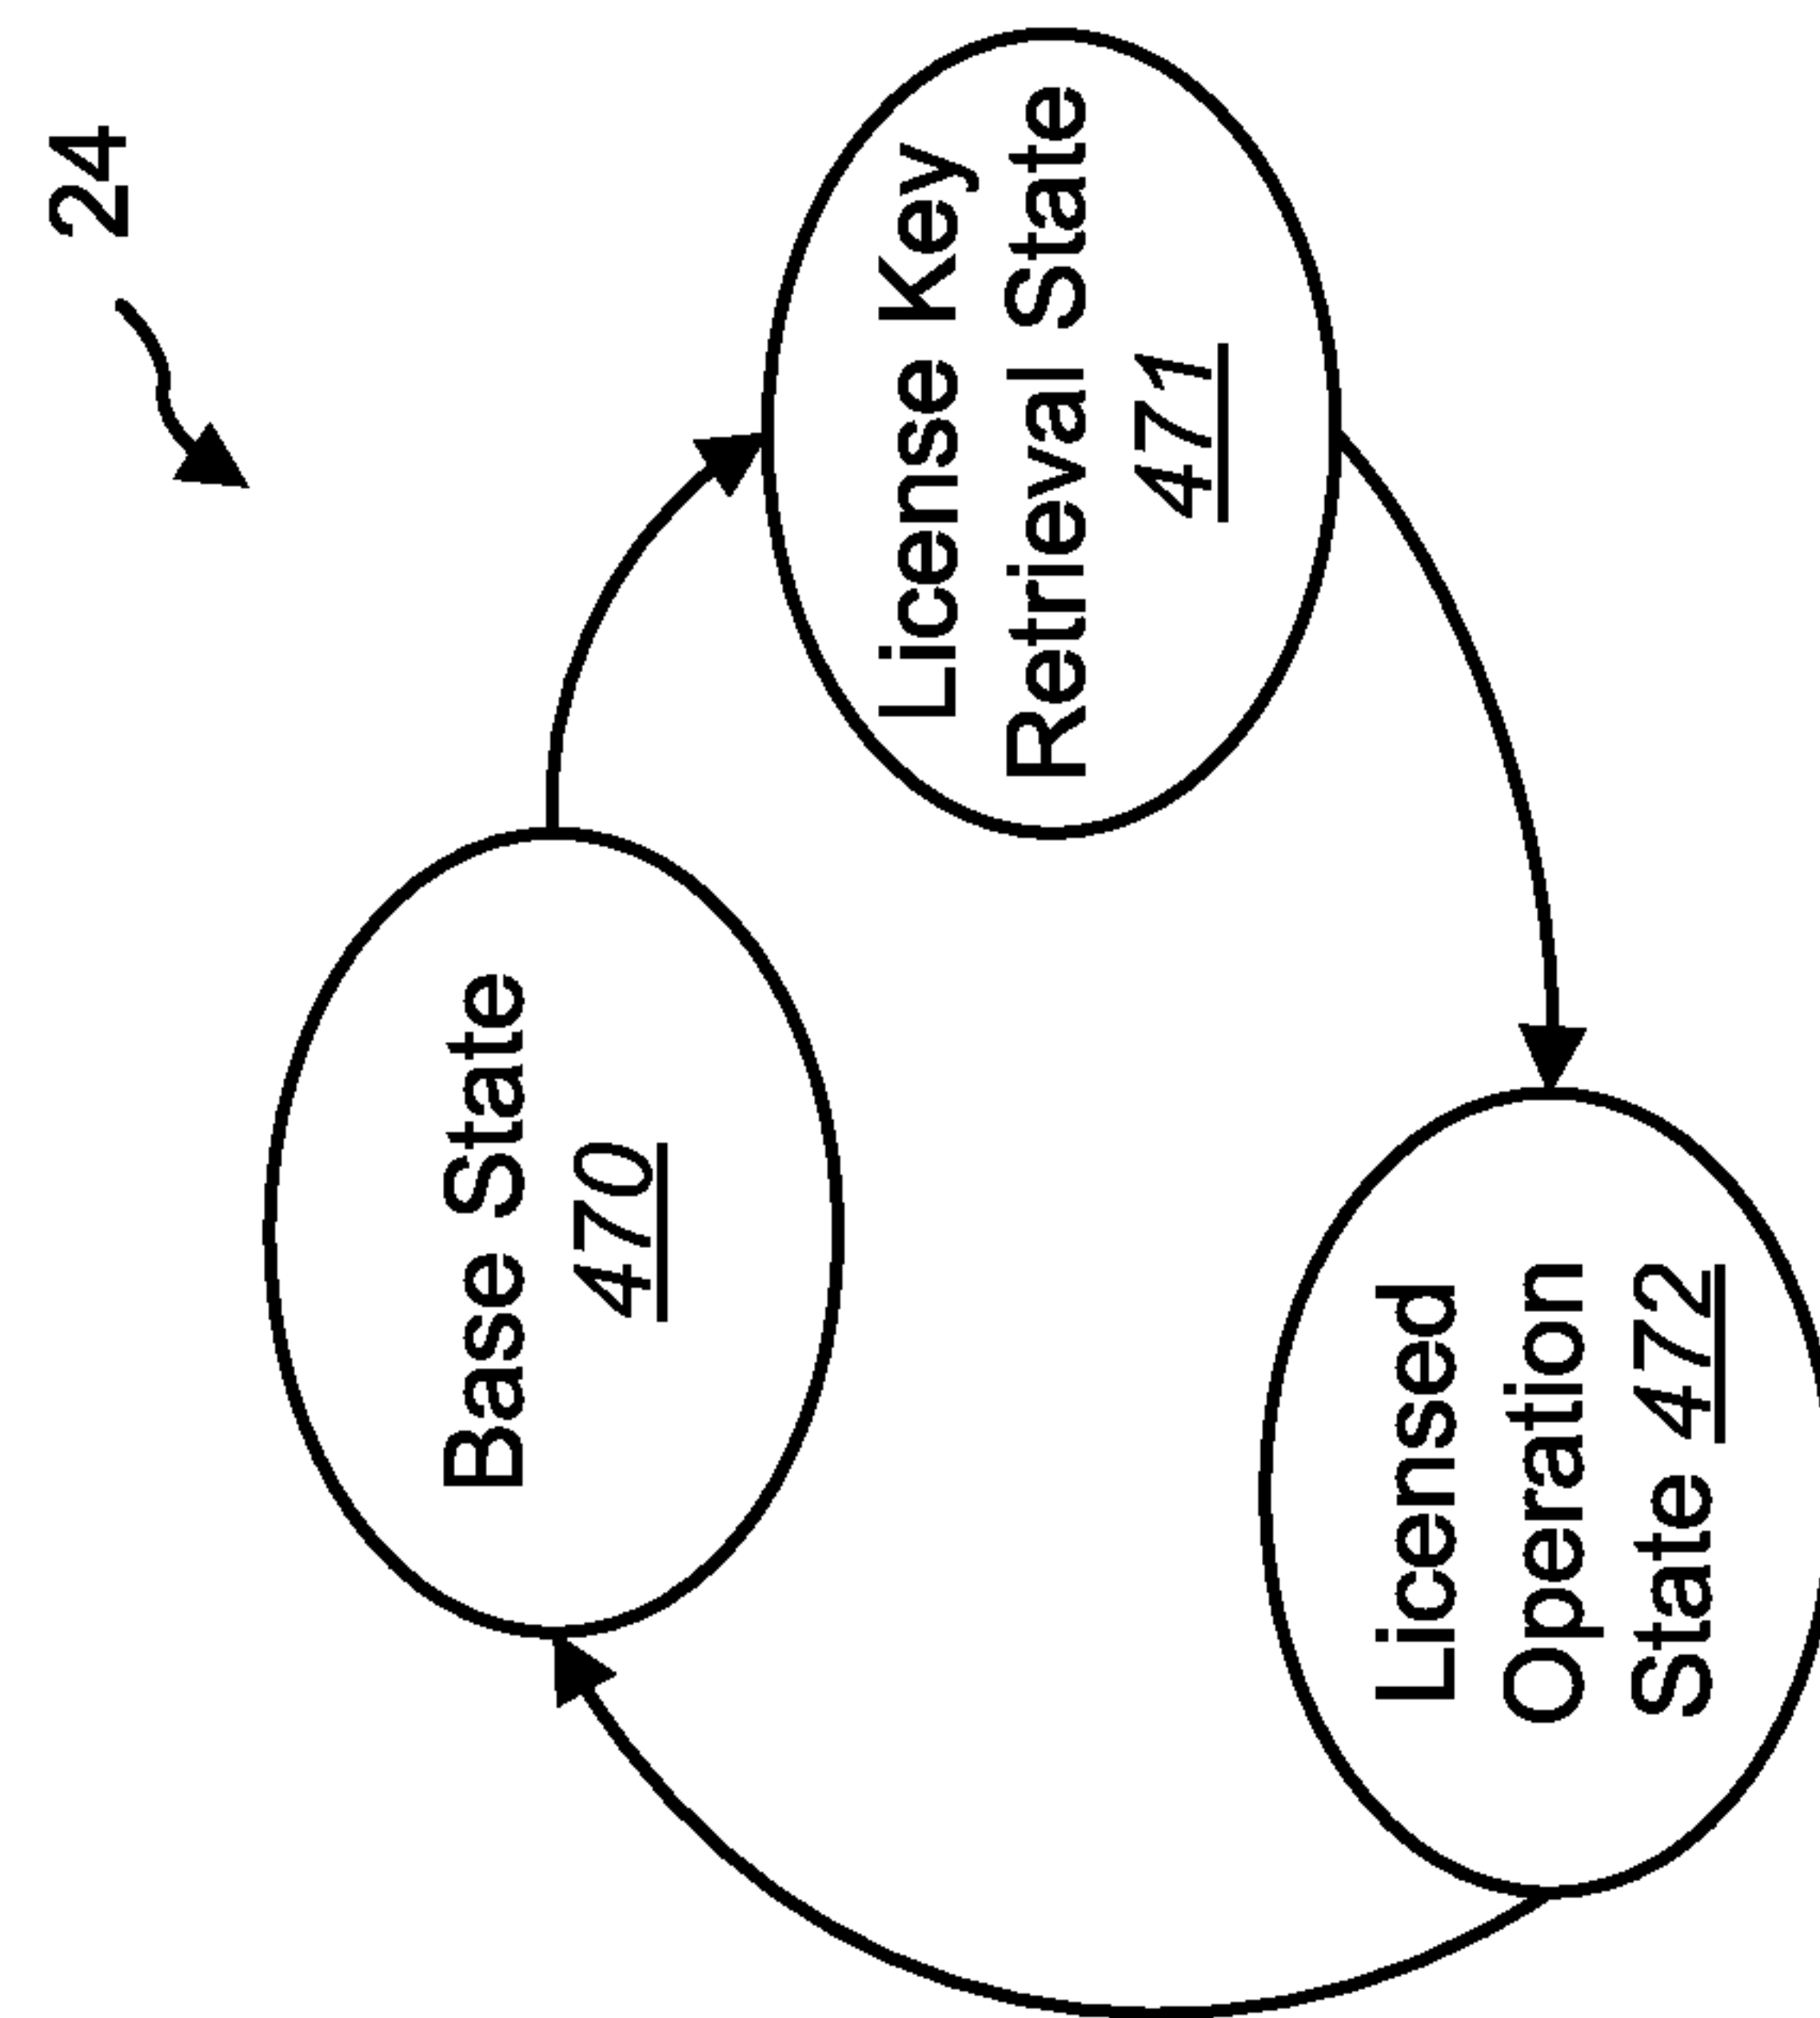 24
Base State
470
License Key
Retrieval State
471
Licensed
Operation
State 472